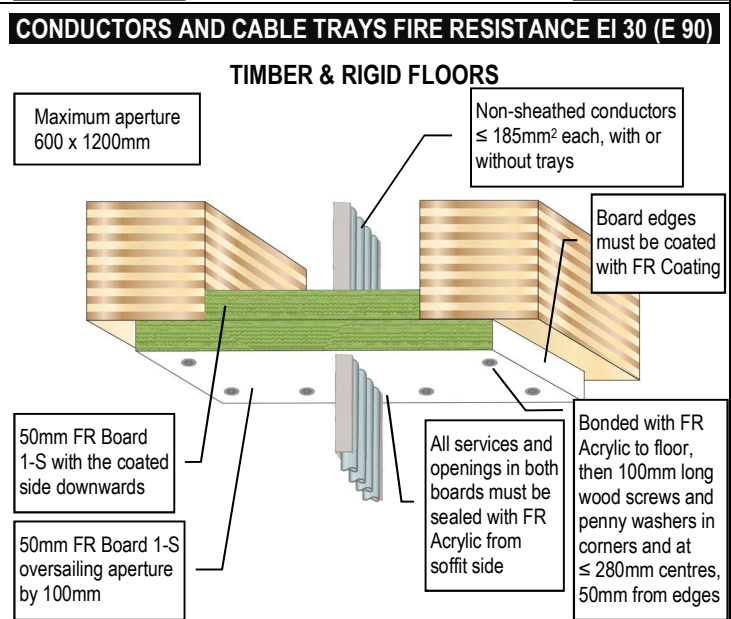 CONDUCTORS AND CABLE TRAYS FIRE RESISTANCE EI 30 (E 90)
TIMBER & RIGID FLOORS
Maximum aperture
600 x 1200mm
Non-sheathed conductors
≤ 185mm² each, with or
without trays
Board edges
must be coated
with FR Coating
50mm FR Board
1-S with the coated
side downwards
50mm FR Board 1-S
oversailing aperture
by 100mm
All services and
openings in both
boards must be
sealed with FR
Acrylic from
soffit side
Bonded with FR
Acrylic to floor,
then 100mm long
wood screws and
penny washers in
corners and at
≤ 280mm centres,
50mm from edges